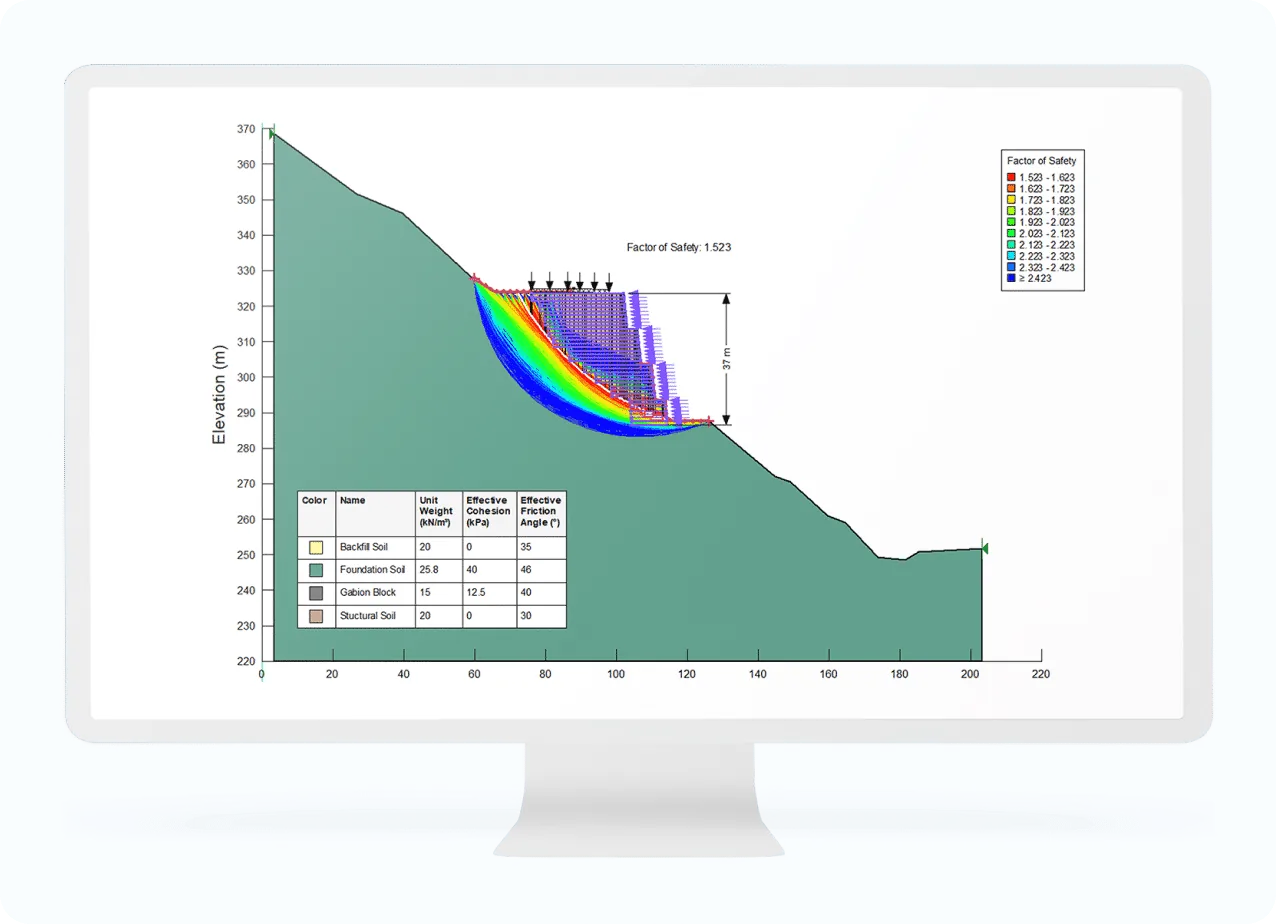 370
360
350
340
330
320
310
300
290
280
270
260
250
240
230
220
Elevation (m)
0 20 40 60 80 100 120 140 160 180 200 220
Factor of Safety: 1.523
37 m
Factor of Safety
1.523 - 1.623
1.623 - 1.723
1.723 - 1.823
1.823 - 1.923
1.923 - 2.023
2.023 - 2.123
2.123 - 2.223
2.223 - 2.323
2.323 - 2.423
≥ 2.423
Color Name Unit Effective Effective
Weight Cohesion Friction
(kN/m³) (kPa) Angle (°)
Backfill Soil 20 0 35
Foundation Soil 25.8 40 46
Gabion Block 15 12.5 40
Stuctural Soil 20 0 30